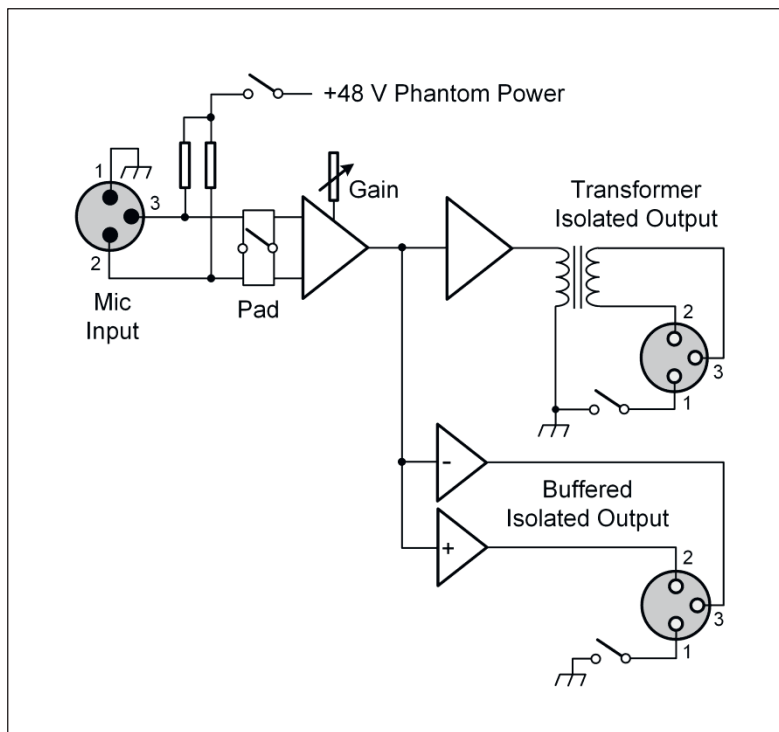 +48 V Phantom Power
1
3
2
Mic
Input
Pad
Gain
Transformer
Isolated Output
2
3
1
-
+
Buffered
Isolated Output
2
3
1